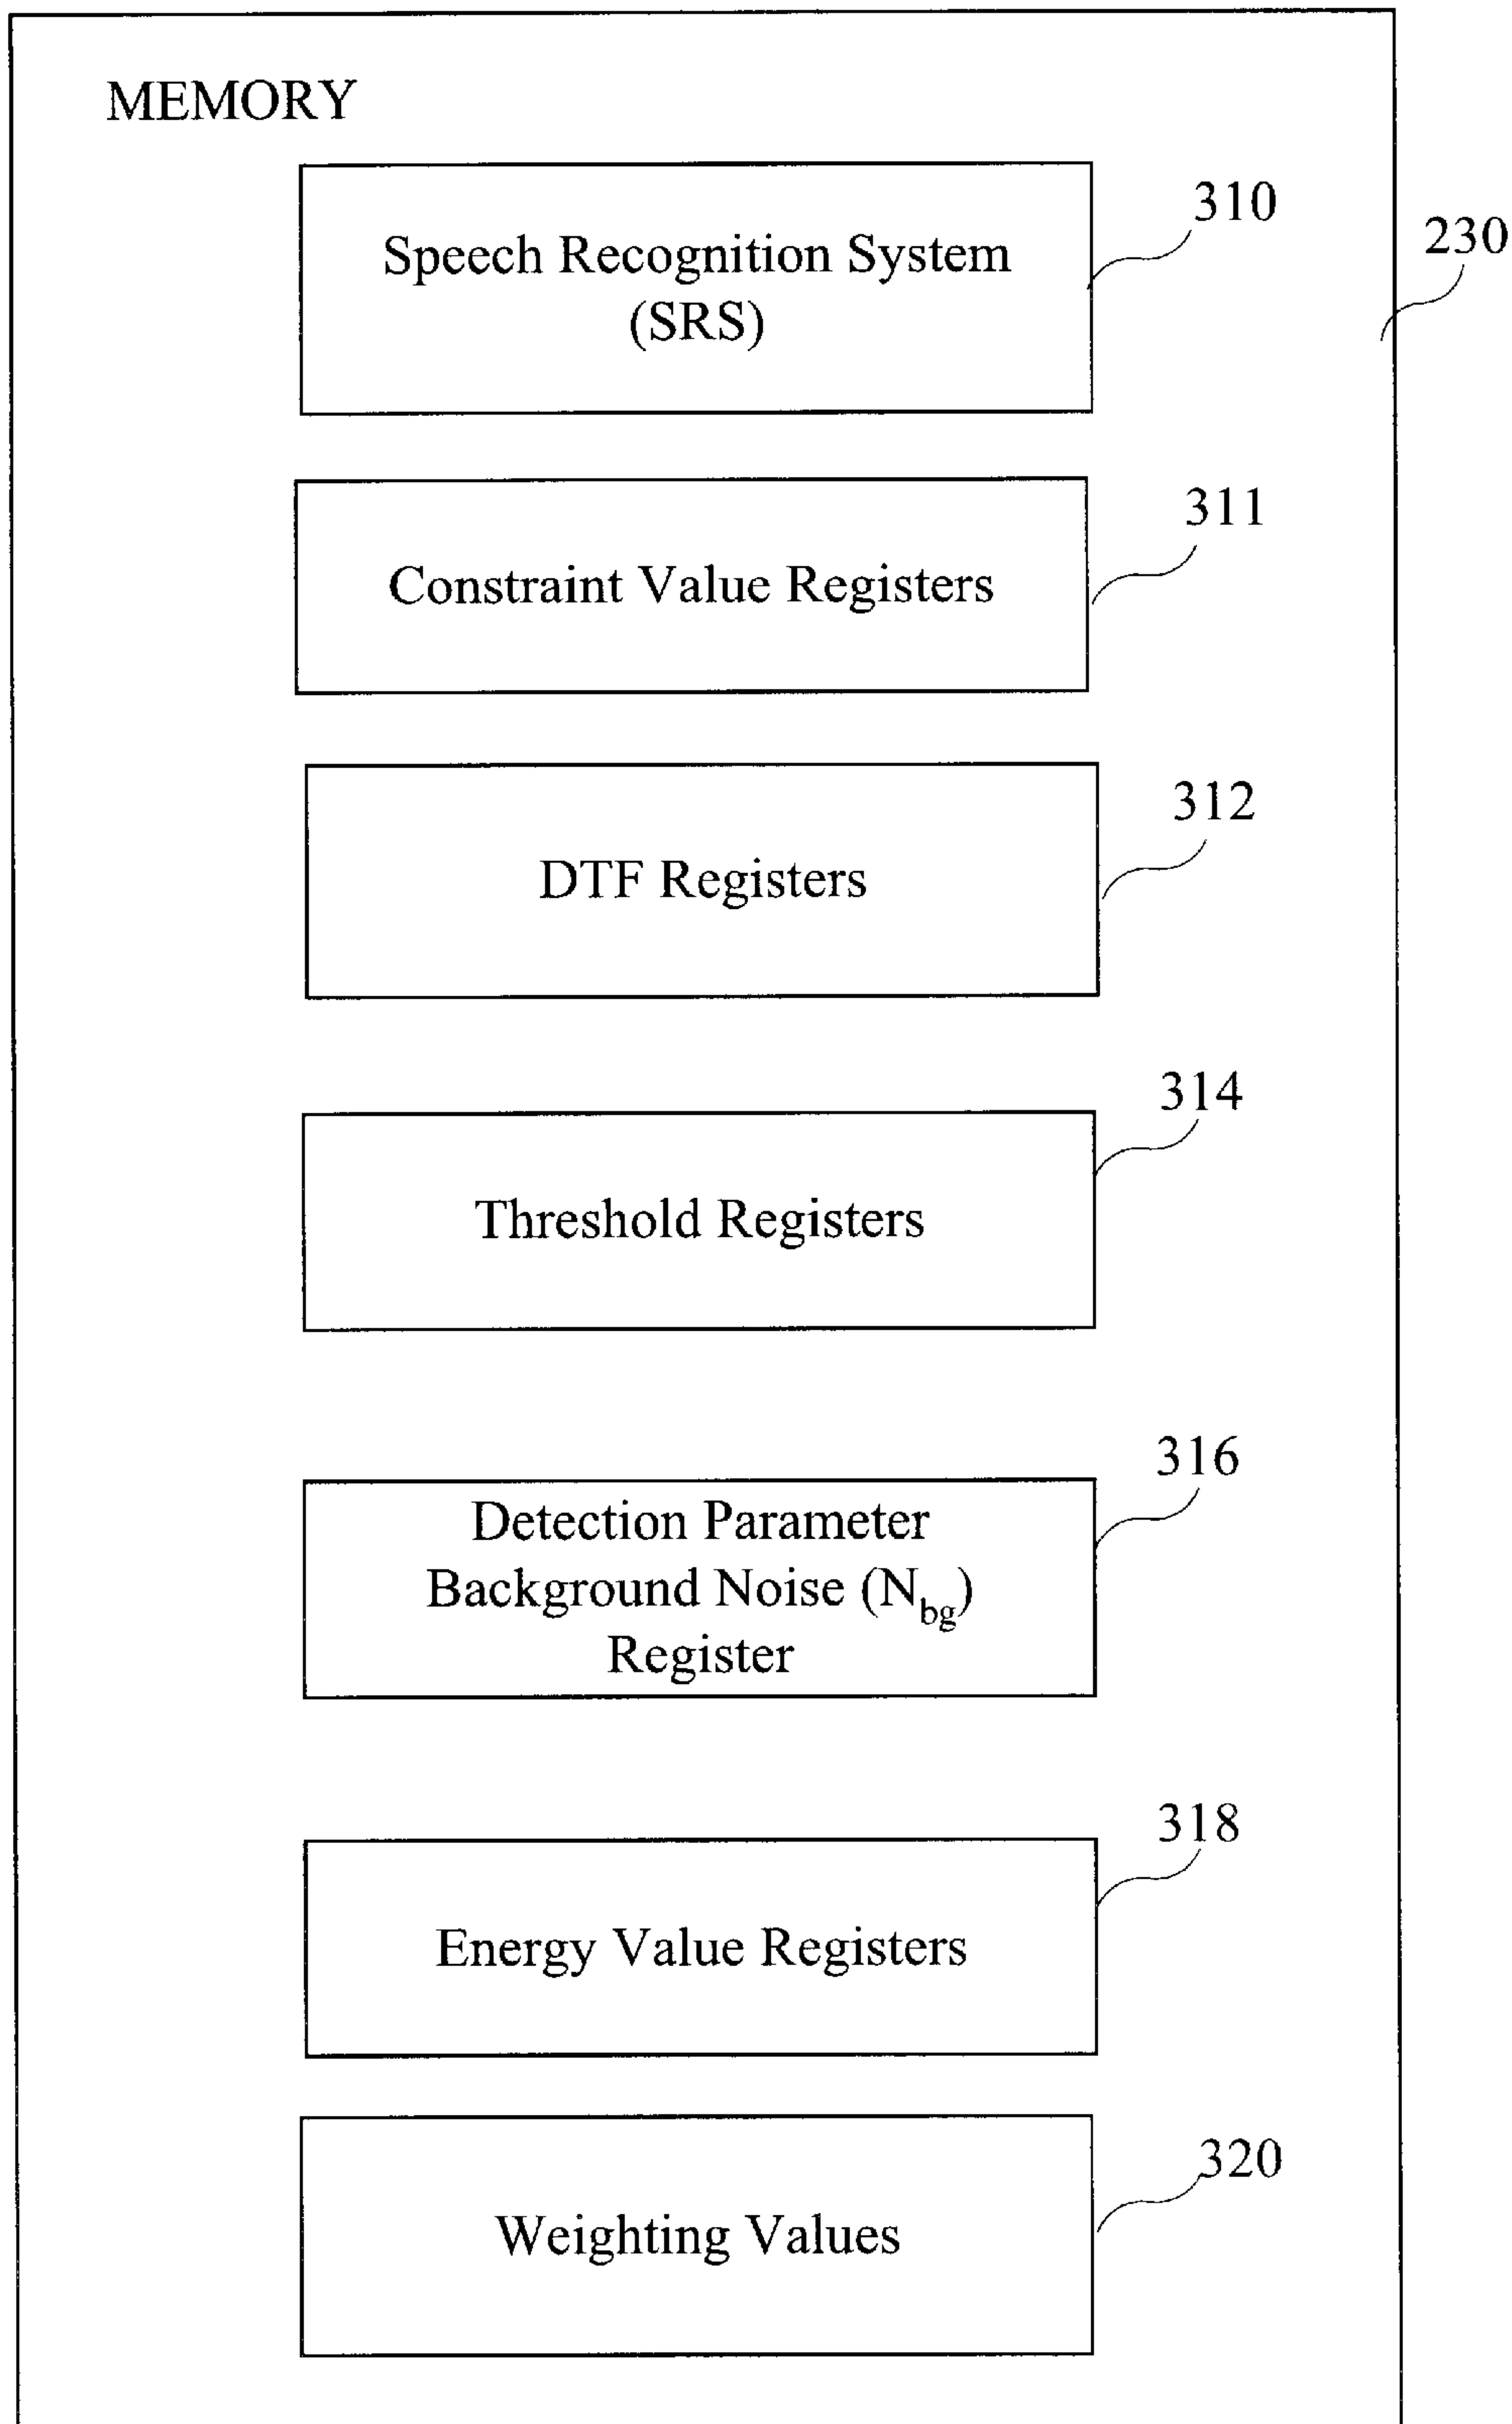 MEMORY
310
230
Speech Recognition System
(SRS)
311
Constraint Value Registers
312
DTF Registers
314
Threshold Registers
316
Detection Parameter
Background Noise (Nbg)
Register
318
Energy Value Registers
320
Weighting Values